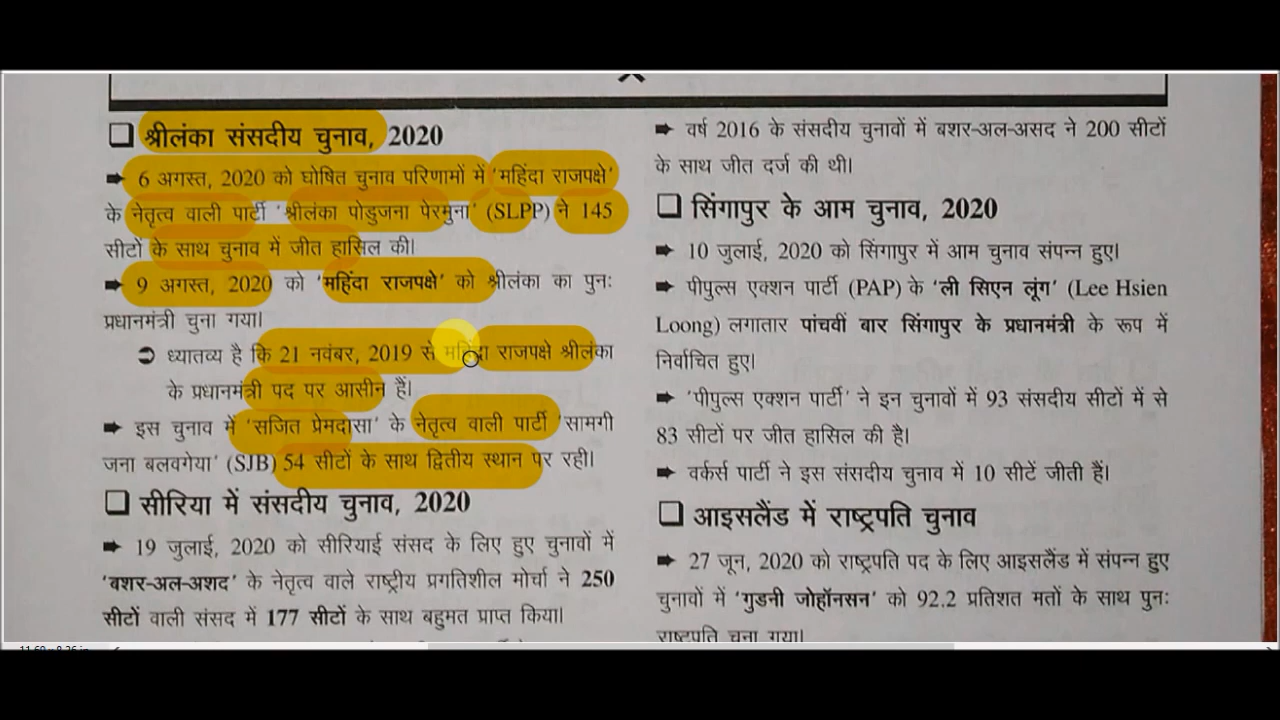 ❑ श्रीलंका संसदीय चुनाव, 2020
➡ 6 अगस्त, 2020 को घोषित चुनाव परिणामों में 'महिंदा राजपक्षे'
के नेतृत्व वाली पार्टी 'श्रीलंका पोडुजना पेरमुना' (SLPP) ने 145
सीटों के साथ चुनाव में जीत हासिल की।
➡ 9 अगस्त, 2020 को 'महिंदा राजपक्षे' को श्रीलंका का पुनः
प्रधानमंत्री चुना गया।
➲ ध्यातव्य है कि 21 नवंबर, 2019 से महिंदा राजपक्षे श्रीलंका
के प्रधानमंत्री पद पर आसीन हैं।
➡ इस चुनाव में 'सजित प्रेमदासा' के नेतृत्व वाली पार्टी 'सामगी
जना बलवगेया' (SJB) 54 सीटों के साथ द्वितीय स्थान पर रही।
❑ सीरिया में संसदीय चुनाव, 2020
➡ 19 जुलाई, 2020 को सीरियाई संसद के लिए हुए चुनावों में
'बशर-अल-अशद' के नेतृत्व वाले राष्ट्रीय प्रगतिशील मोर्चा ने 250
सीटों वाली संसद में 177 सीटों के साथ बहुमत प्राप्त किया।
➡ वर्ष 2016 के संसदीय चुनावों में बशर-अल-असद ने 200 सीटों
के साथ जीत दर्ज की थी।
❑ सिंगापुर के आम चुनाव, 2020
➡ 10 जुलाई, 2020 को सिंगापुर में आम चुनाव संपन्न हुए।
➡ पीपुल्स एक्शन पार्टी (PAP) के 'ली सिएन लूंग' (Lee Hsien
Loong) लगातार पांचवी बार सिंगापुर के प्रधानमंत्री के रूप में
निर्वाचित हुए।
➡ 'पीपुल्स एक्शन पार्टी' ने इन चुनावों में 93 संसदीय सीटों में से
83 सीटों पर जीत हासिल की है।
➡ वर्कर्स पार्टी ने इस संसदीय चुनाव में 10 सीटें जीती हैं।
❑ आइसलैंड में राष्ट्रपति चुनाव
➡ 27 जून, 2020 को राष्ट्रपति पद के लिए आइसलैंड में संपन्न हुए
चुनावों में 'गुडनी जोहॉनसन' को 92.2 प्रतिशत मतों के साथ पुनः
राष्ट्रपति चुना गया।